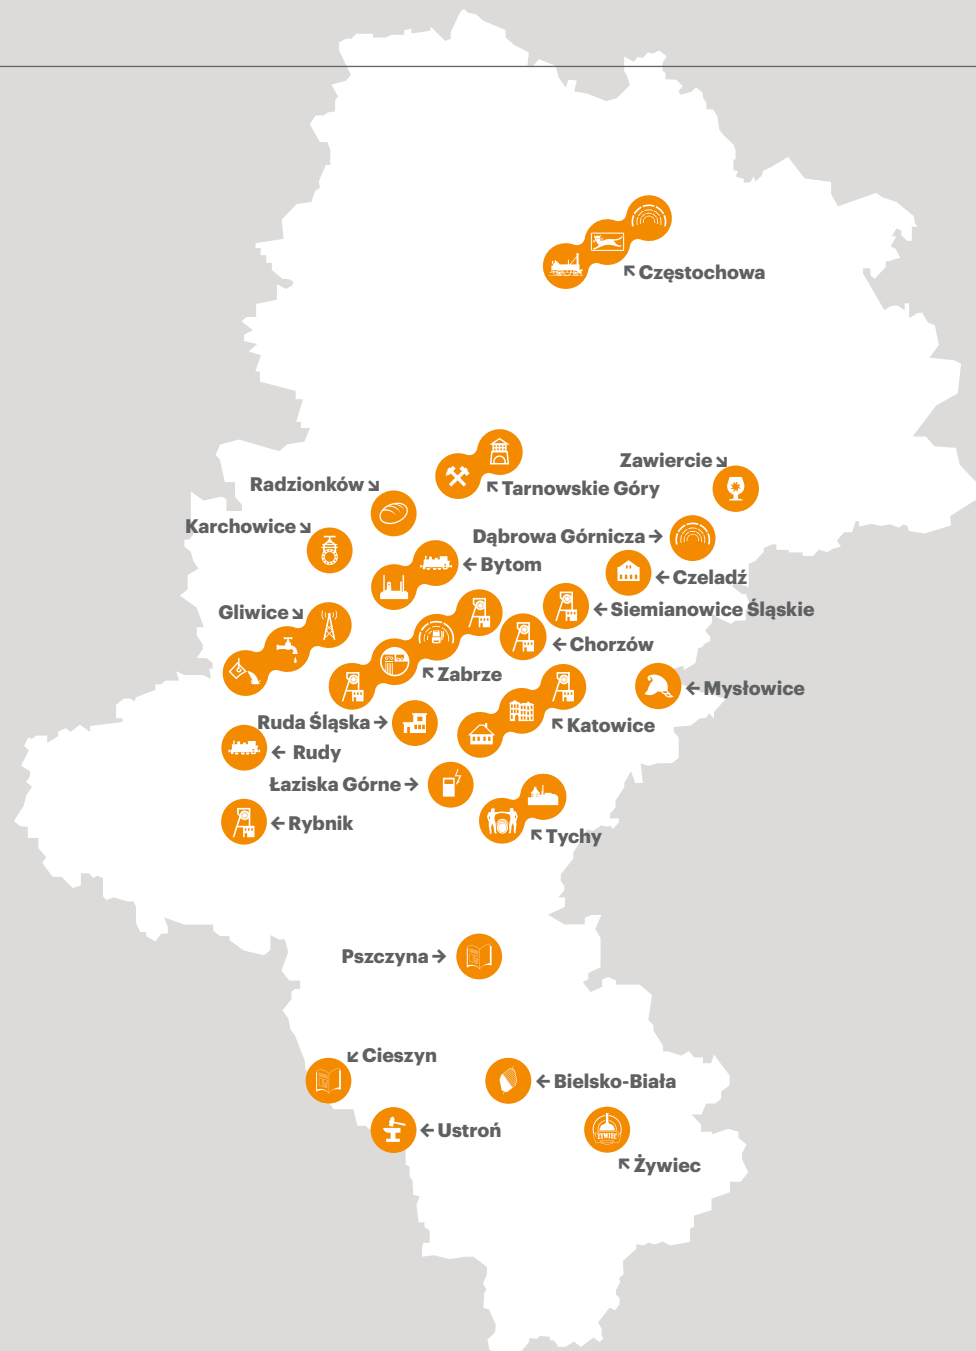 Częstochowa
Zawiercie
Radzionków
Tarnowskie Góry
Karchowice
Dąbrowa Górnicza
Bytom
Czeladź
Gliwice
Siemianowice Śląskie
Chorzów
Zabrze
Mysłowice
Ruda Śląska
Katowice
Rudy
Łaziska Górne
Rybnik
Tychy
Pszczyna
Cieszyn
Bielsko-Biała
Ustroń
ŻYWIEC
Żywiec